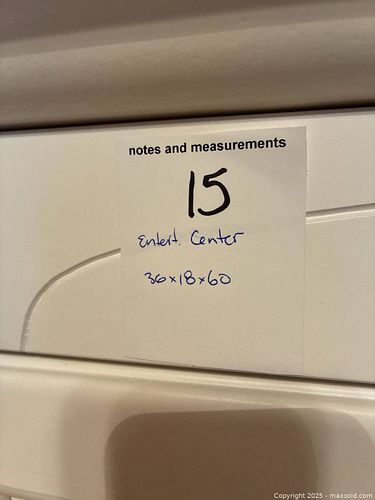 notes and measurements
15
Entert. Center
36x18x60
Copyright 2025 - maxsold.com